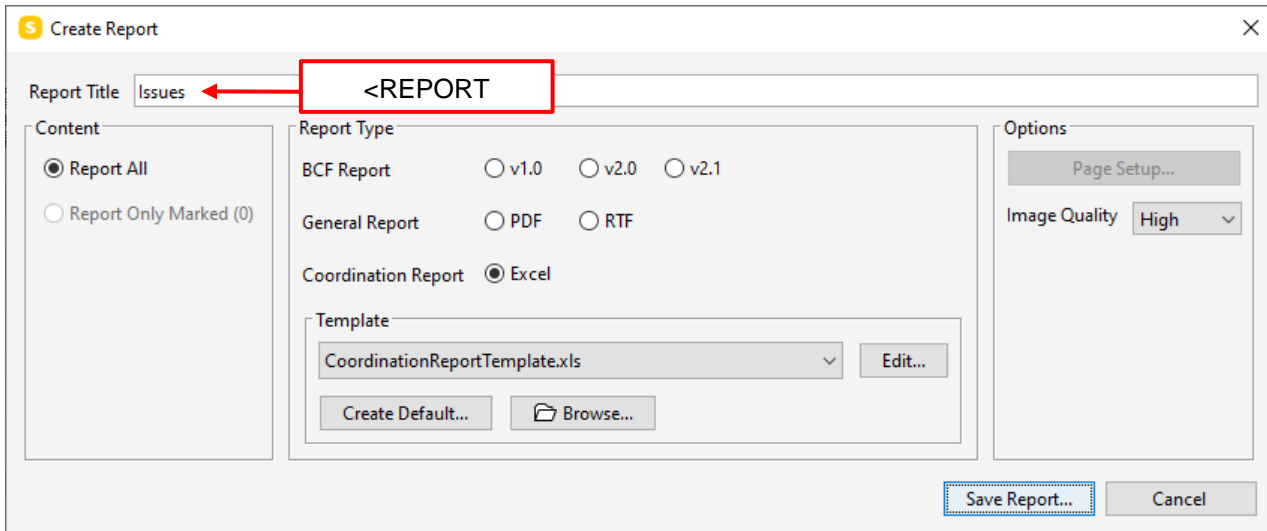 S Create Report
Report Title Issues <REPORT
Content Report Type Options
Report All BCF Report v1.0 v2.0 v2.1 Page Setup...
Report Only Marked (0) General Report PDF RTF Image Quality High
Coordination Report Excel
Template
CoordinationReportTemplate.xls Edit...
Create Default... Browse...
Save Report... Cancel